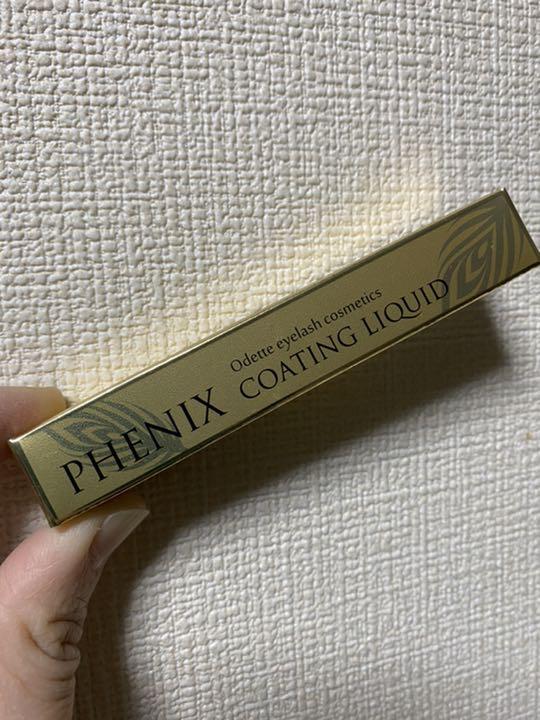 Odette eyelash cosmetics
PHENIX COATING LIQUID